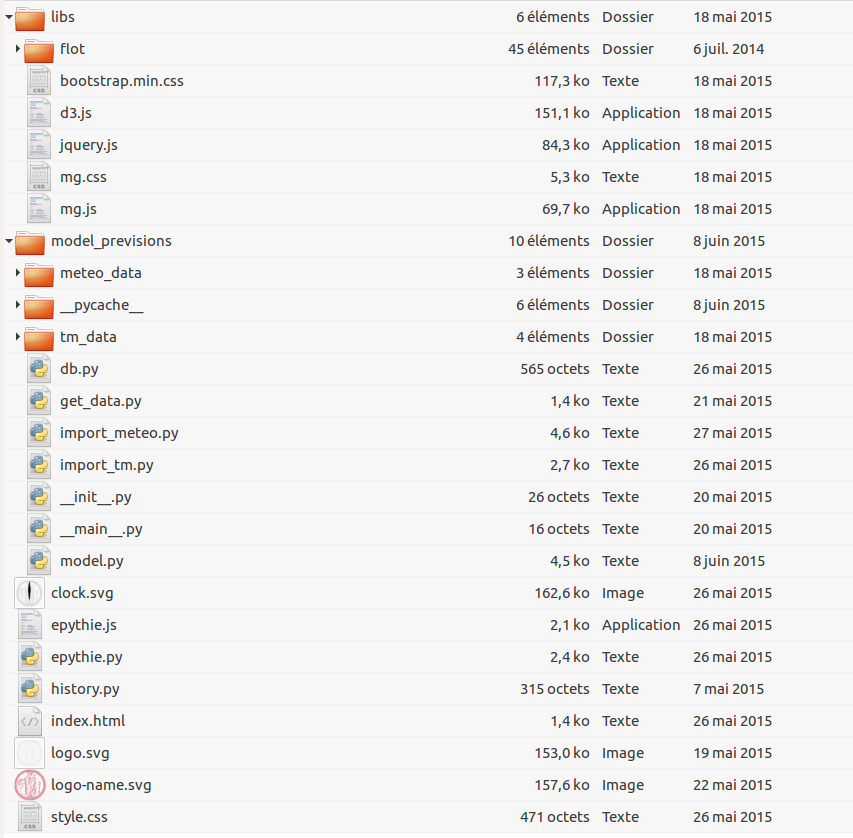 libs 6 éléments Dossier 18 mai 2015
flot 45 éléments Dossier 6 juil. 2014
bootstrap.min.css 117,3 ko Texte 18 mai 2015
d3.js 151,1 ko Application 18 mai 2015
jquery.js 84,3 ko Application 18 mai 2015
mg.css 5,3 ko Texte 18 mai 2015
mg.js 69,7 ko Application 18 mai 2015
model_previsions 10 éléments Dossier 8 juin 2015
meteo_data 3 éléments Dossier 18 mai 2015
__pycache__ 6 éléments Dossier 8 juin 2015
tm_data 4 éléments Dossier 18 mai 2015
db.py 565 octets Texte 26 mai 2015
get_data.py 1,4 ko Texte 21 mai 2015
import_meteo.py 4,6 ko Texte 27 mai 2015
import_tm.py 2,7 ko Texte 26 mai 2015
__init__.py 26 octets Texte 20 mai 2015
__main__.py 16 octets Texte 20 mai 2015
model.py 4,5 ko Texte 8 juin 2015
clock.svg 162,6 ko Image 26 mai 2015
epythie.js 2,1 ko Application 26 mai 2015
epythie.py 2,4 ko Texte 26 mai 2015
history.py 315 octets Texte 7 mai 2015
index.html 1,4 ko Texte 26 mai 2015
logo.svg 153,0 ko Image 19 mai 2015
logo-name.svg 157,6 ko Image 22 mai 2015
style.css 471 octets Texte 26 mai 2015